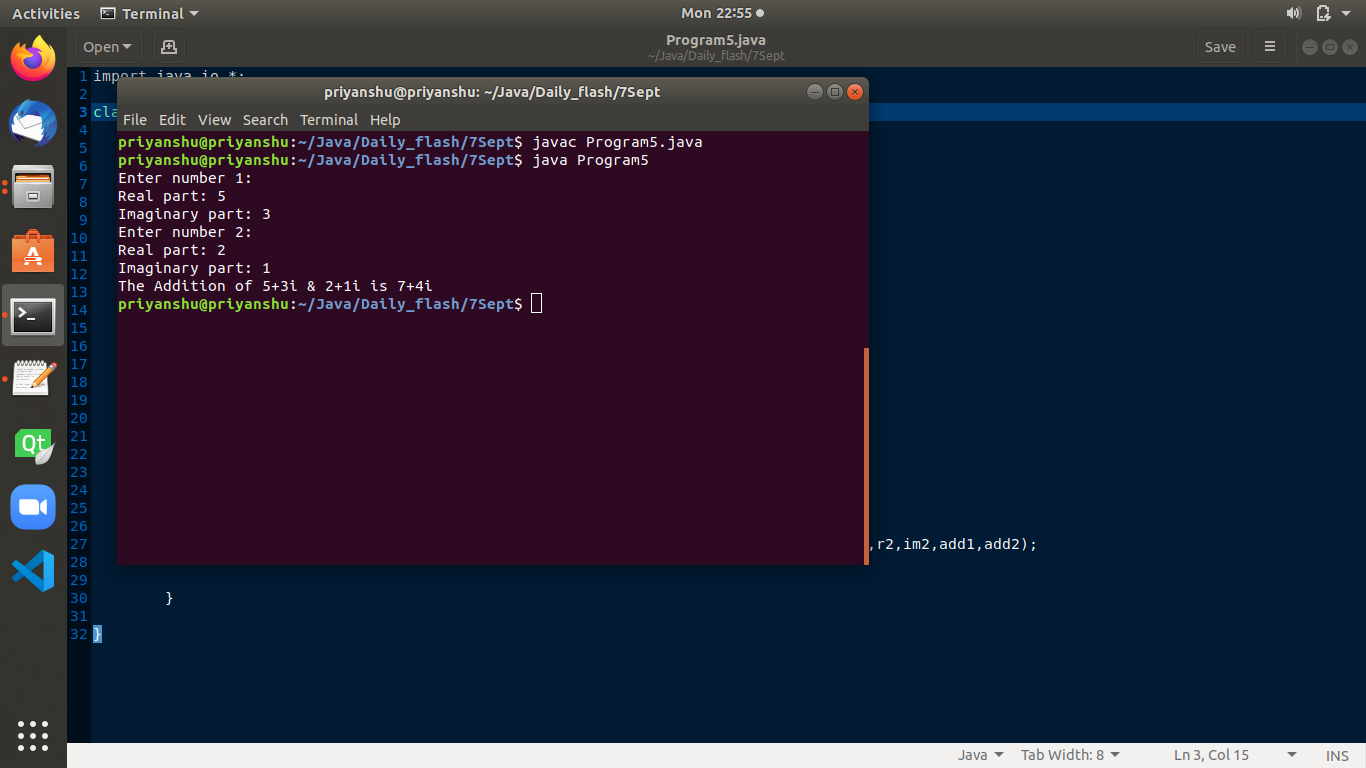 Activities Terminal Mon 22:55
Open Program5.java Save
~/Java/Daily_flash/7Sept
1 import java.io.*;
2
3 cla
4
5
6
7
8
9
10
11
12
13
14
15
16
17
18
19
20
21
22
23
24
25
26
27 ,r2,im2,add1,add2);
28
29
30 }
31
32 }
priyanshu@priyanshu: ~/Java/Daily_flash/7Sept
File Edit View Search Terminal Help
priyanshu@priyanshu:~/Java/Daily_flash/7Sept$ javac Program5.java
priyanshu@priyanshu:~/Java/Daily_flash/7Sept$ java Program5
Enter number 1:
Real part: 5
Imaginary part: 3
Enter number 2:
Real part: 2
Imaginary part: 1
The Addition of 5+3i & 2+1i is 7+4i
priyanshu@priyanshu:~/Java/Daily_flash/7Sept$
Qt
Java Tab Width: 8 Ln 3, Col 15 INS